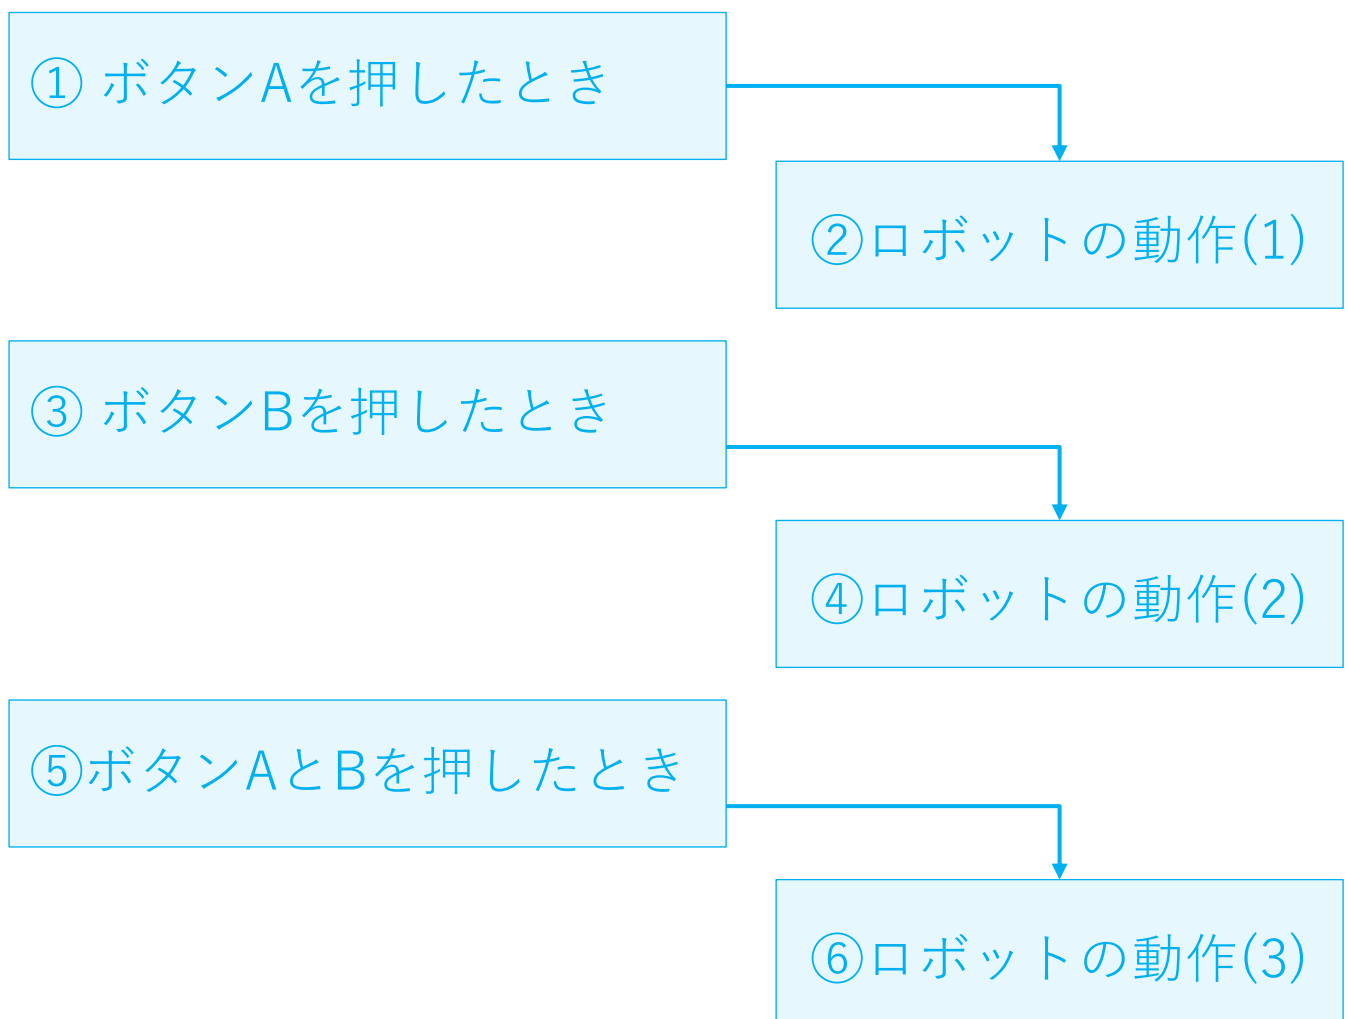 ① ボタンAを押したとき
②ロボットの動作(1)
③ ボタンBを押したとき
④ロボットの動作(2)
⑤ボタンAとBを押したとき
⑥ロボットの動作(3)